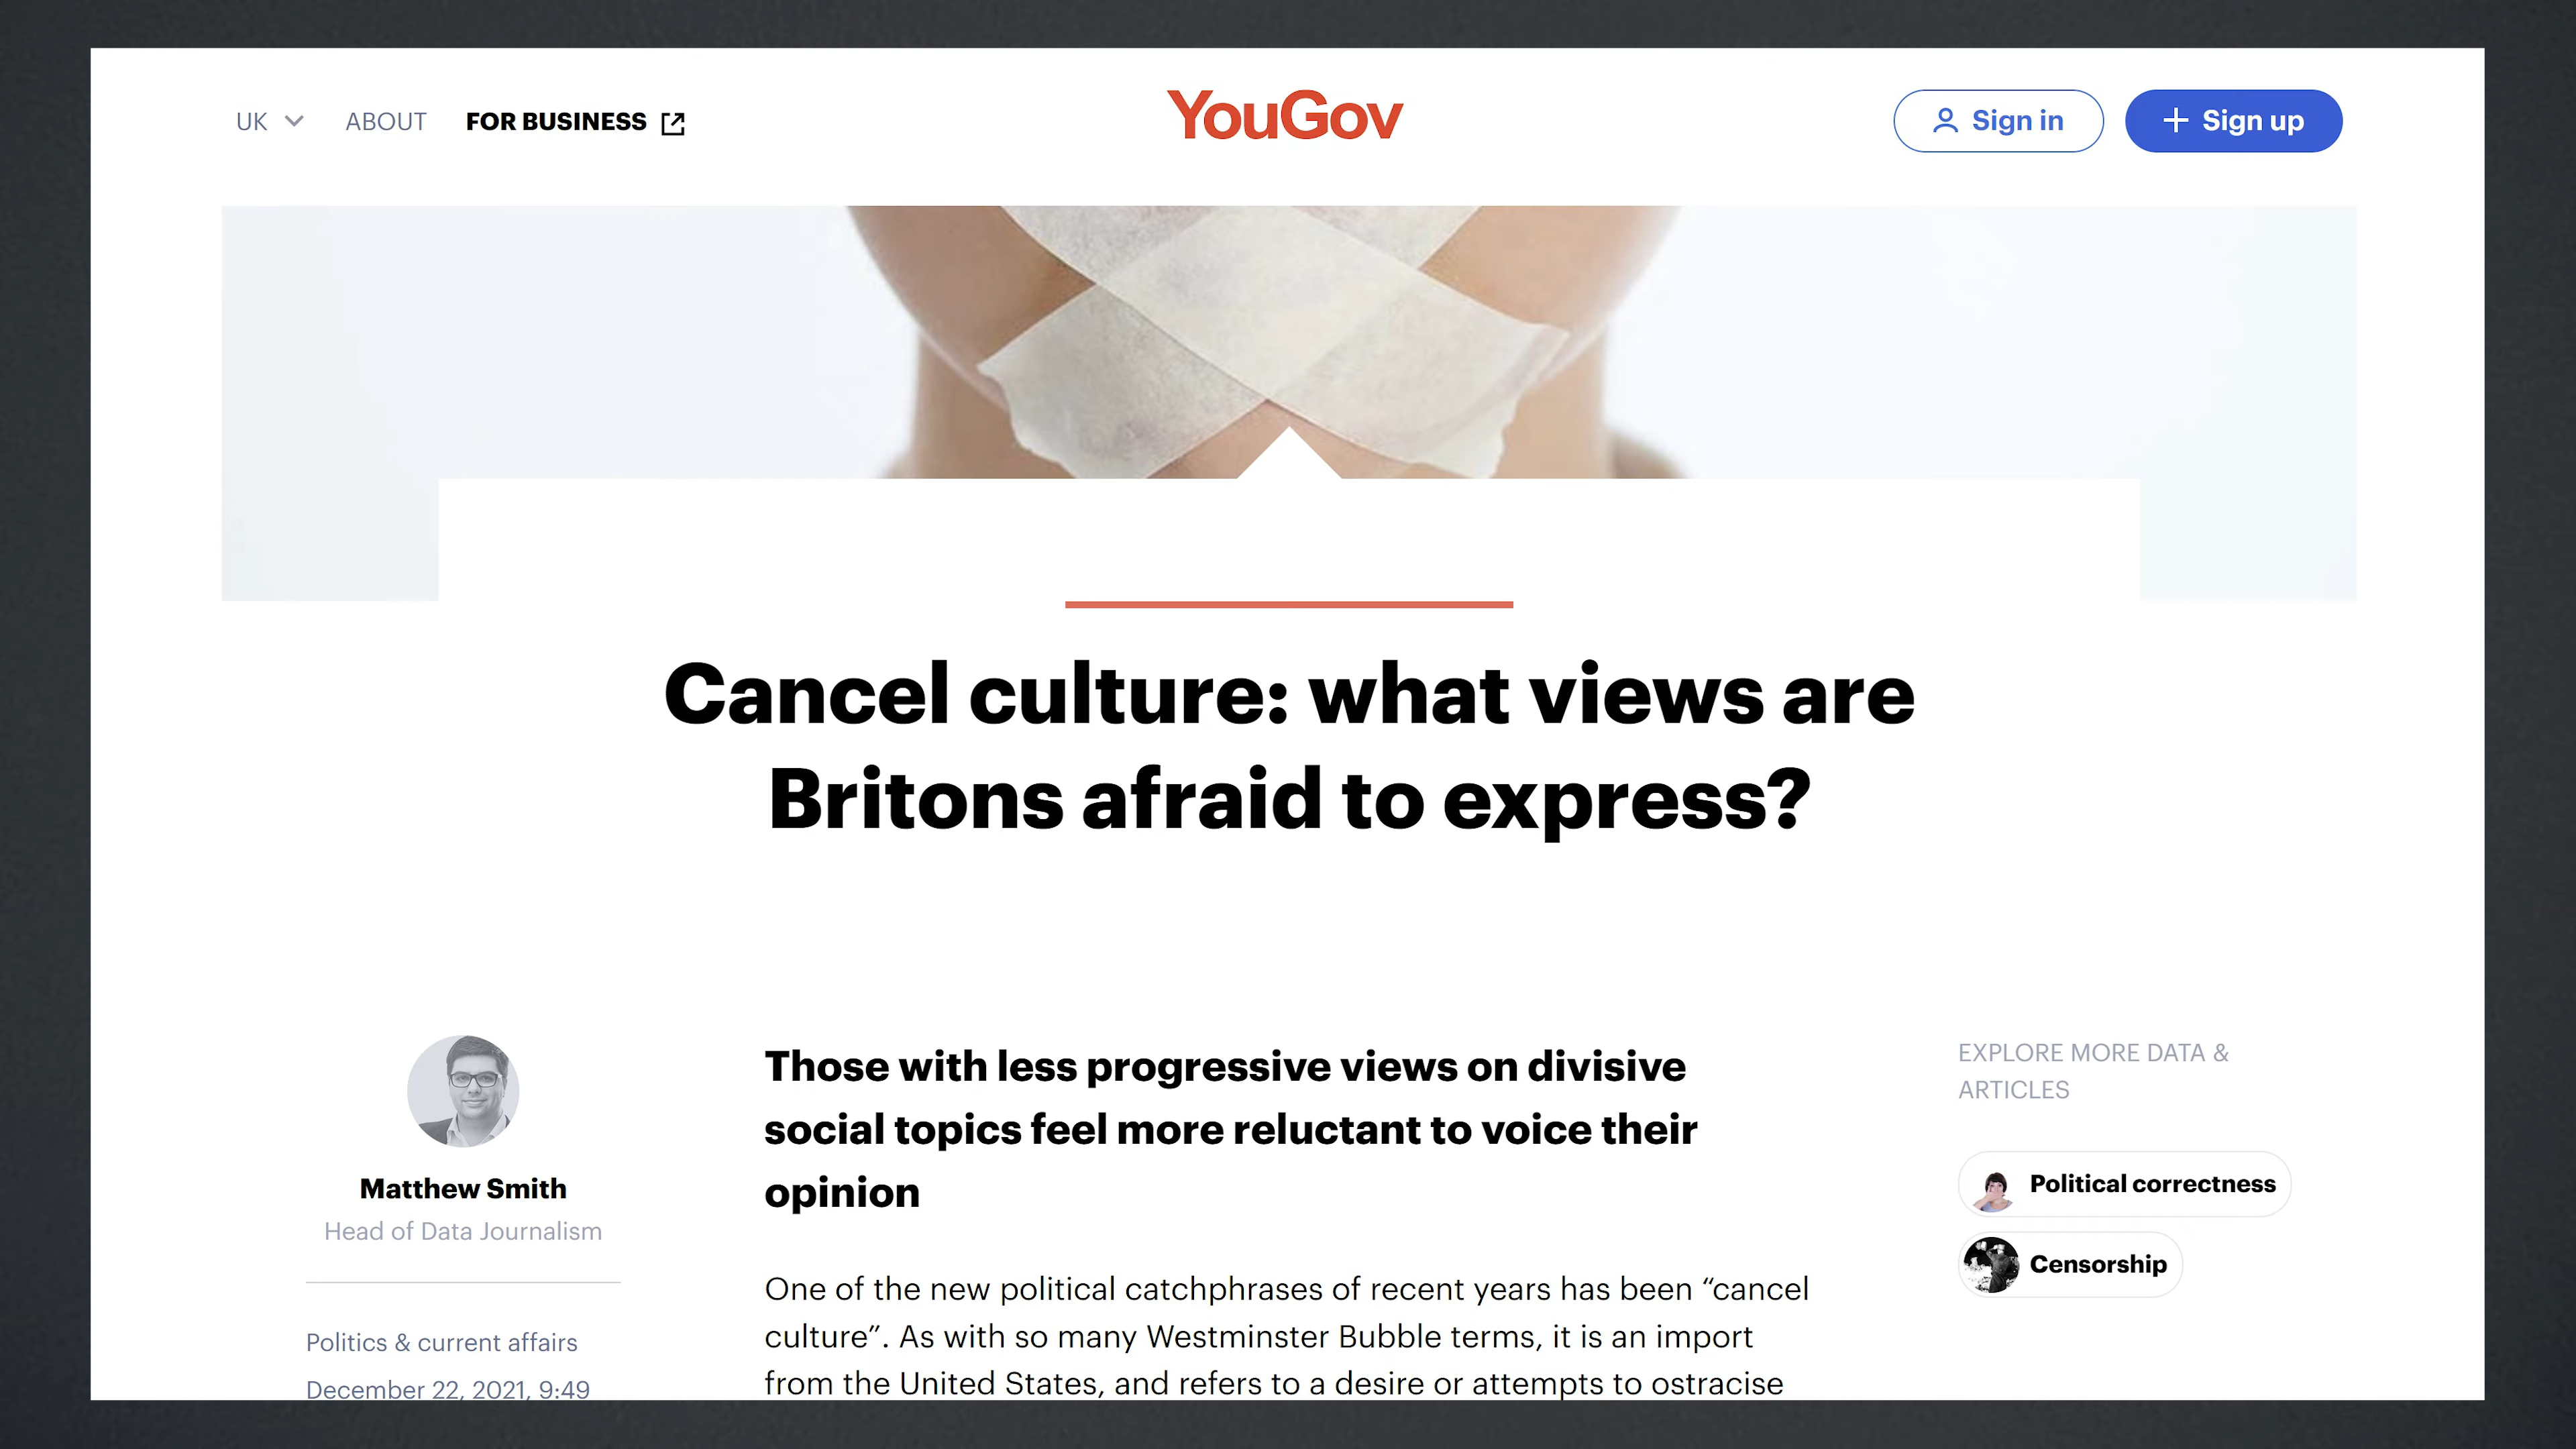 UK ABOUT FOR BUSINESS
YouGov
Sign in
Sign up
Cancel culture: what views are
Britons afraid to express?
Matthew Smith
Head of Data Journalism
Politics & current affairs
December 22, 2021, 9:49
Those with less progressive views on divisive
social topics feel more reluctant to voice their
opinion
One of the new political catchphrases of recent years has been “cancel
culture”. As with so many Westminster Bubble terms, it is an import
from the United States, and refers to a desire or attempts to ostracise
EXPLORE MORE DATA &
ARTICLES
Political correctness
Censorship